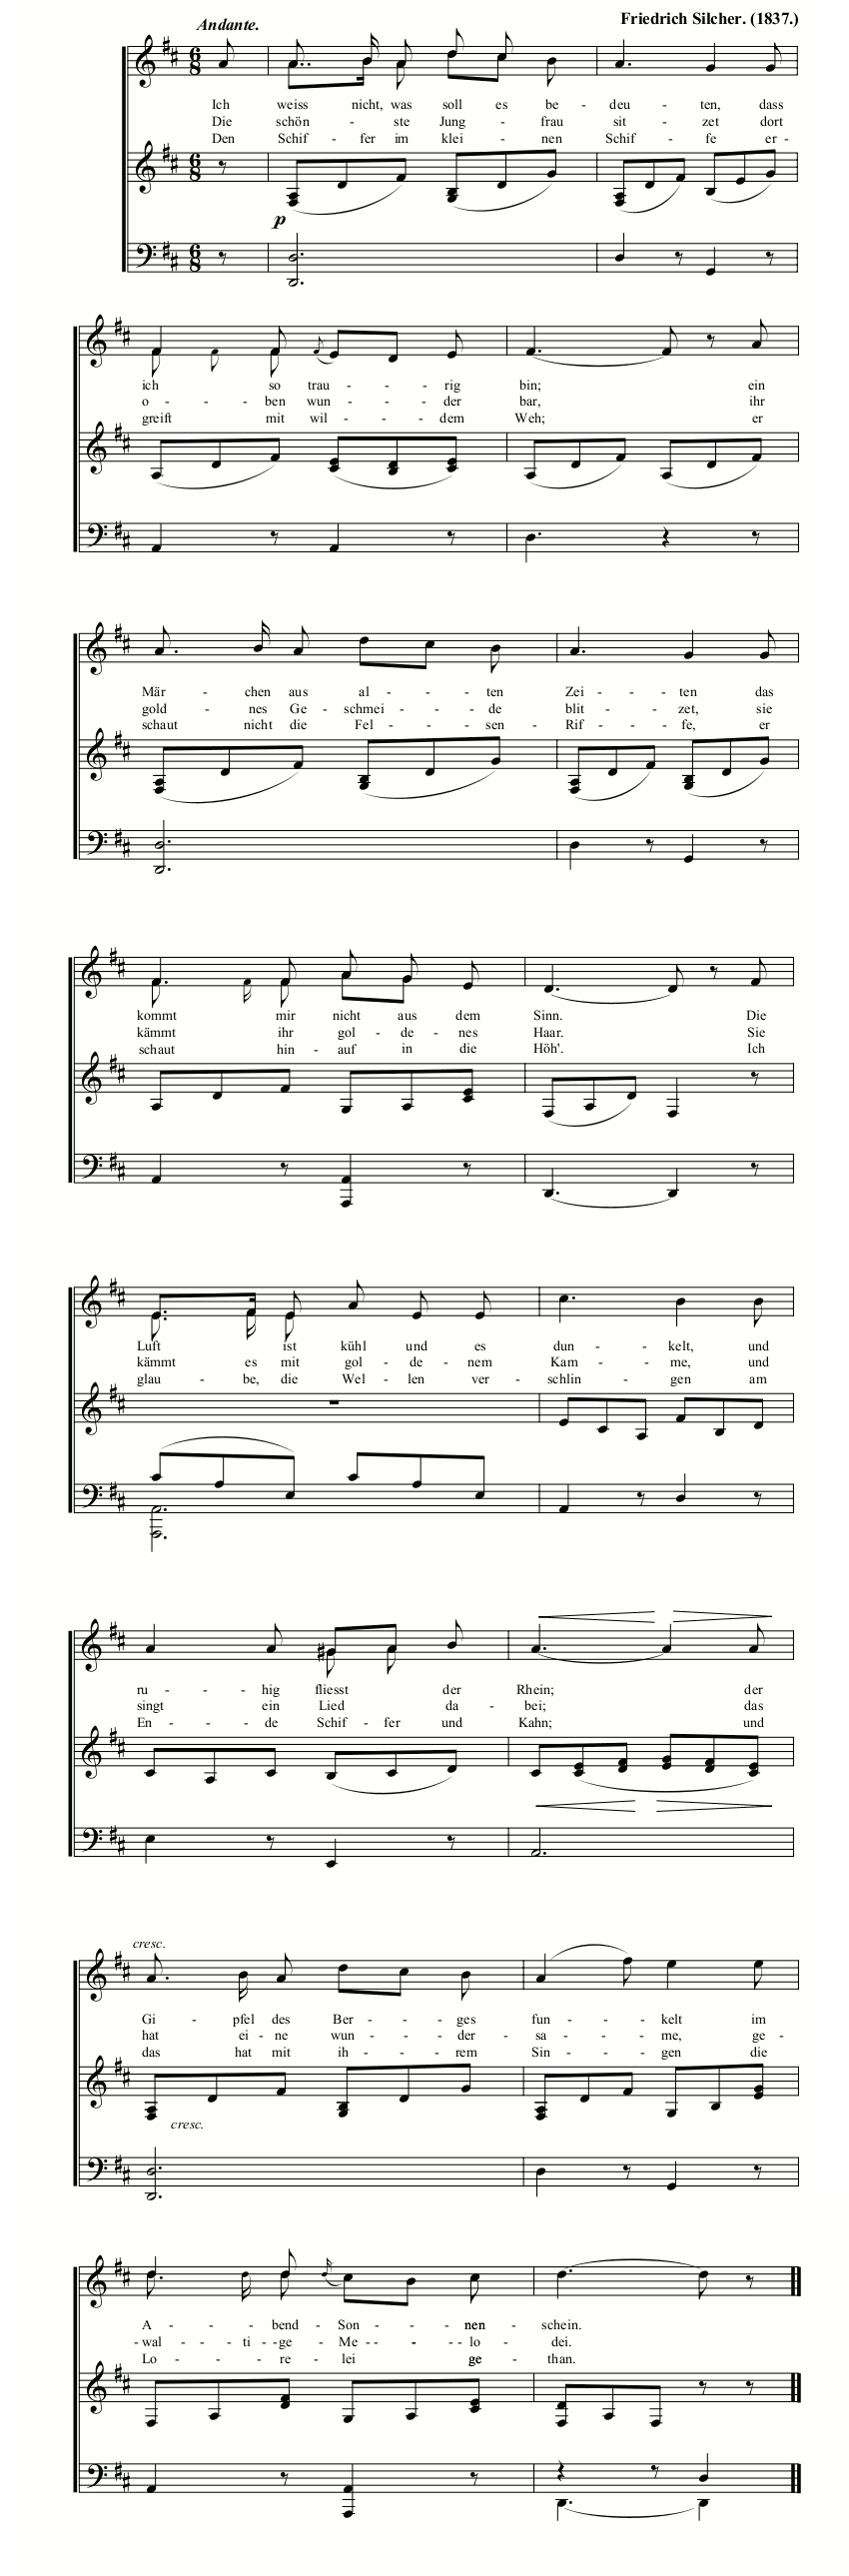 Friedrich Silcher. (1837.)
Andante.
Ich weiss nicht, was soll es be - deu - ten, dass
Die schön - ste Jung - frau sit - zet dort
Den Schif - fer im klei - nen Schif - fe er -
p
ich so trau - - - rig bin; ein
o - - ben wun - - - der bar, ihr
greift mit wil - - - dem Weh; er
Mär - chen aus al - - - ten Zei - - ten das
gold - nes Ge - schmei - - - de blit - - zet, sie
schaut nicht die Fel - - - sen - Rif - - fe, er
kommt mir nicht aus dem Sinn. Die
kämmt ihr gol - de - nes Haar. Sie
schaut hin - auf in die Höh'. Ich
Luft ist kühl und es dun - - kelt, und
kämmt es mit gol - de - nem Kam - - me, und
glau - be, die Wel - len ver - schlin - gen am
ru - - - hig fliesst der Rhein; der
singt ein Lied da - bei; das
En - - - de Schif - fer und Kahn; und
cresc.
Gi - pfel des Ber - - - ges fun - - - kelt im
hat ei - ne wun - - - der - sa - - - me, ge -
das hat mit ih - - - rem Sin - - - gen die
cresc.
A - - - bend - Son - - - nen - schein.
- wal - - - ti - - ge - Me - - - - - lo - dei.
Lo - - - re - lei ge - than.